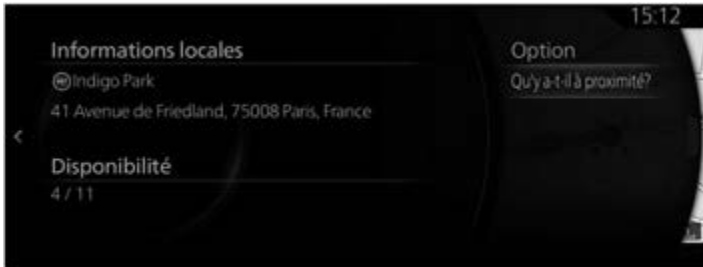 15:12
Informations locales
Indigo Park
41 Avenue de Friedland, 75008 Paris, France
Disponibilité
4 / 11
Option
Qu'y a-t-il à proximité?